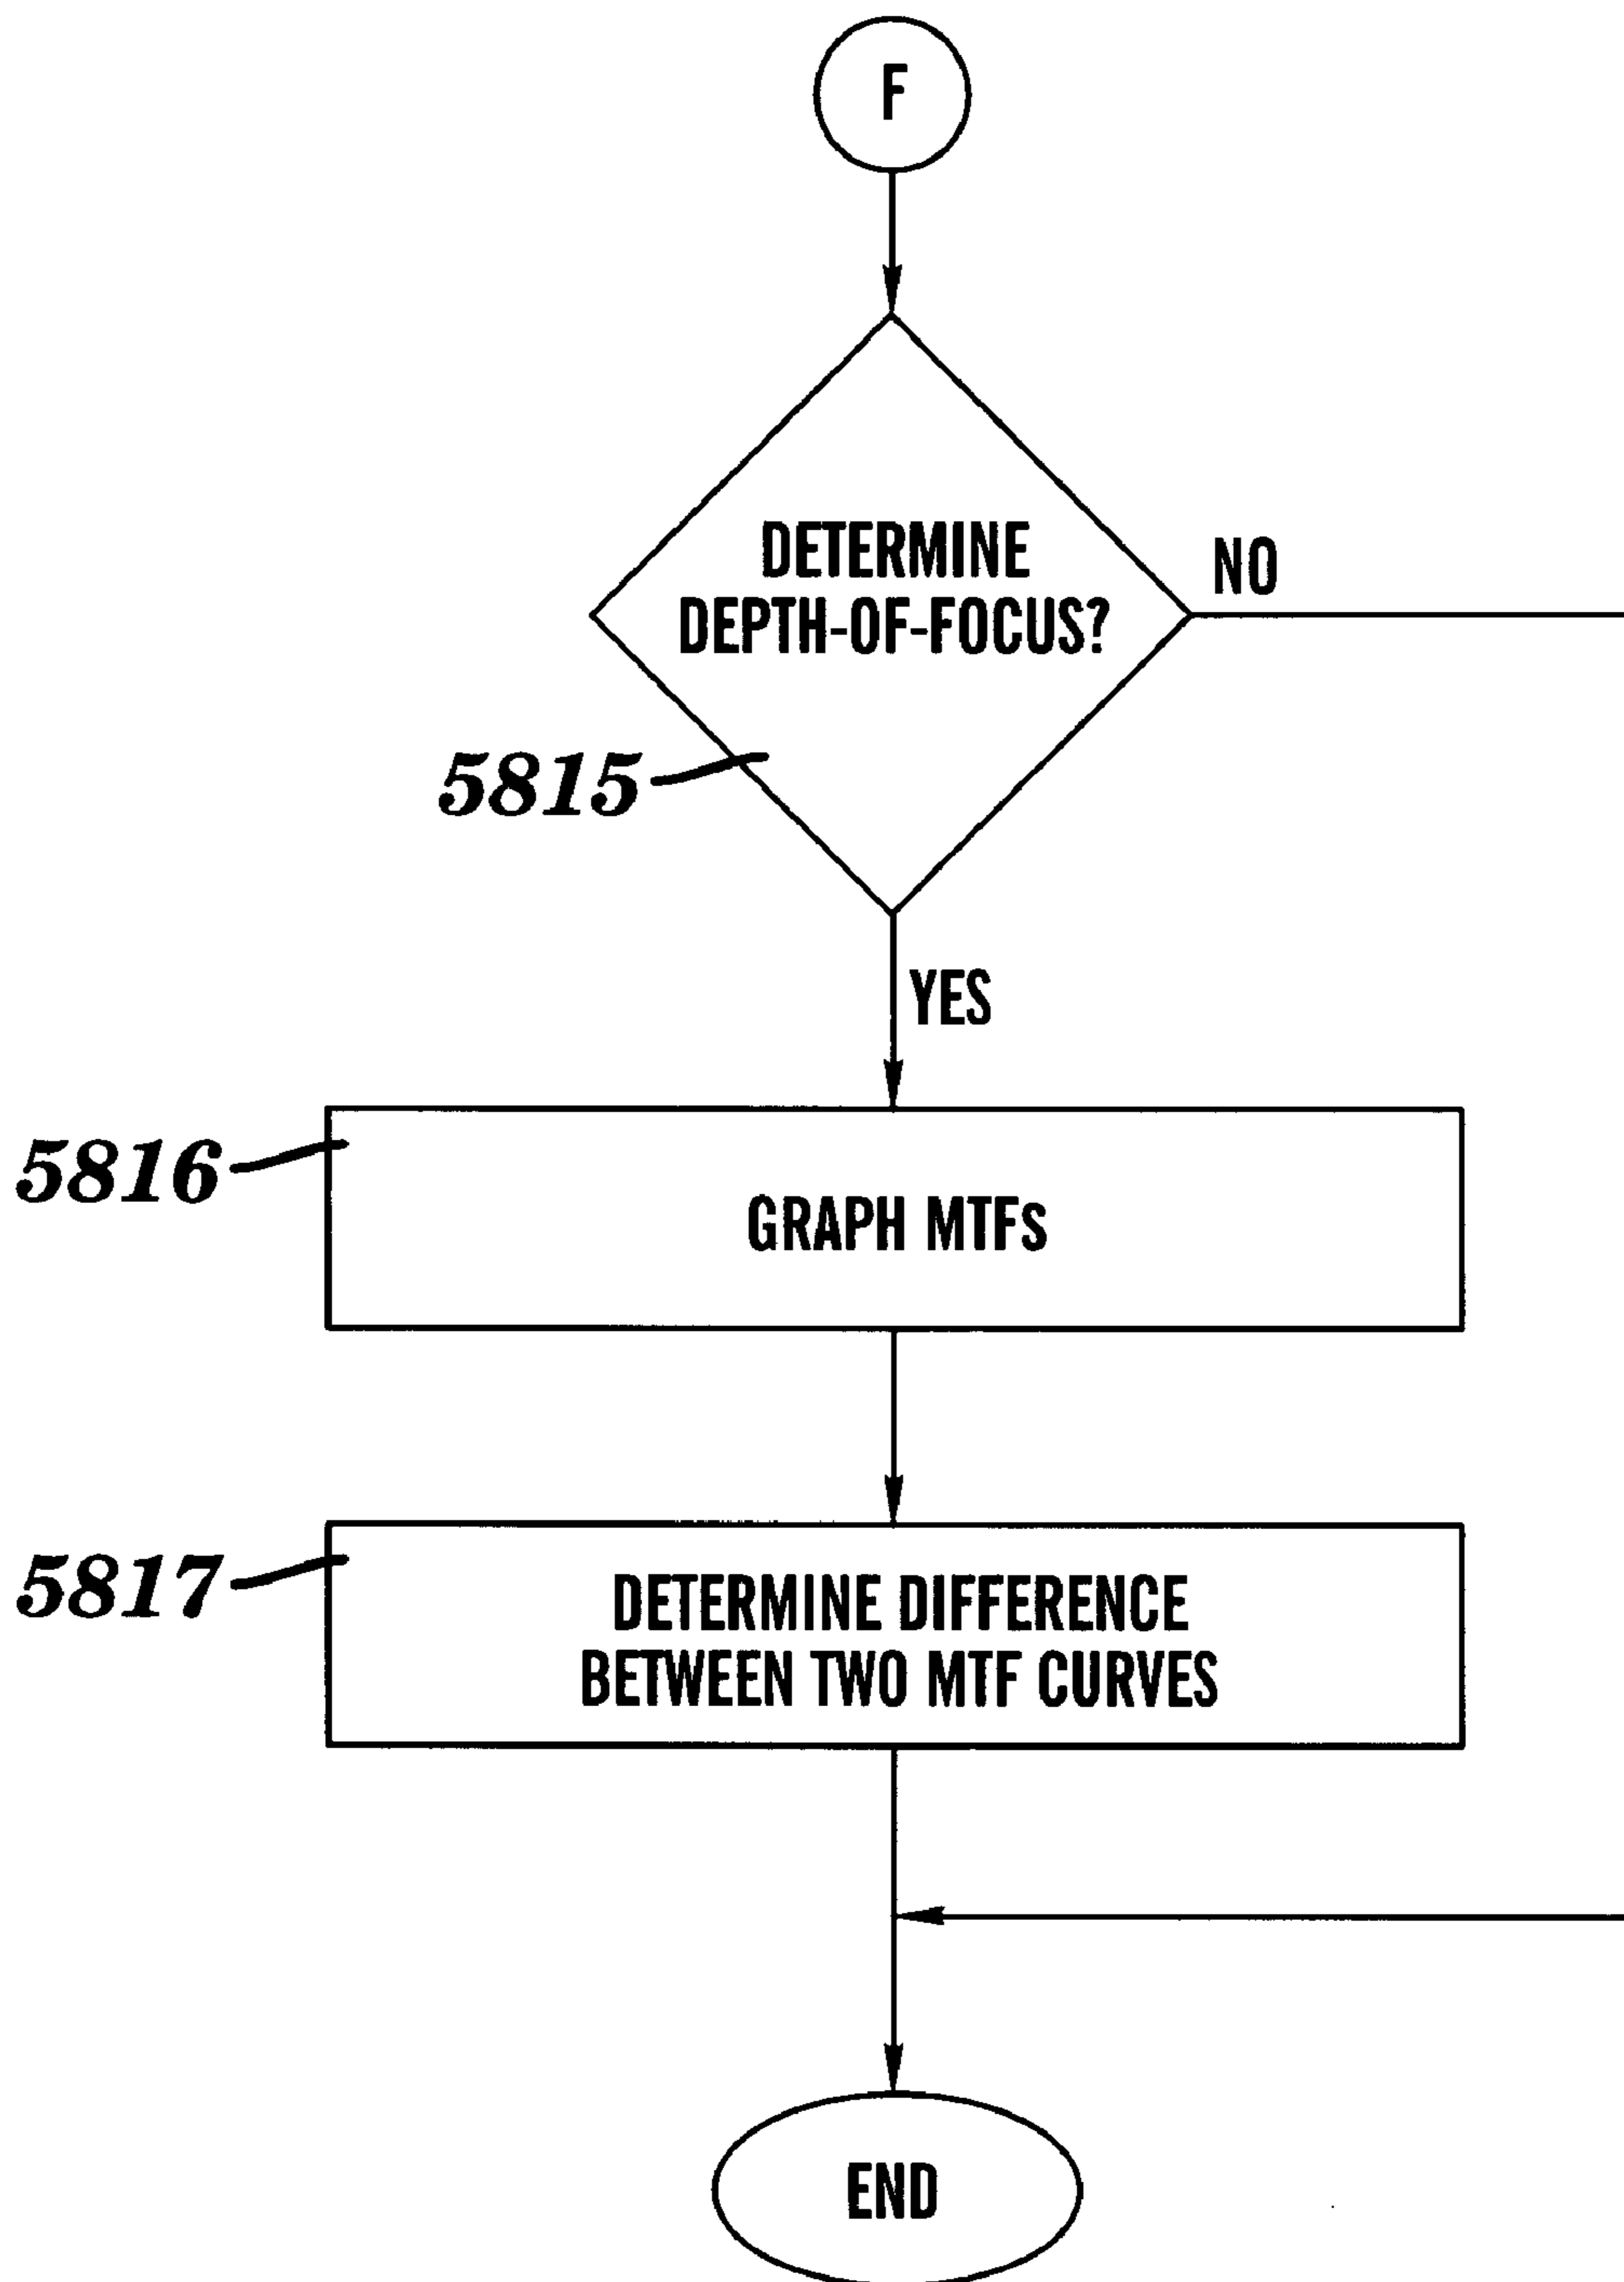 F
DETERMINE
DEPTH-OF-FOCUS?
NO
5815
YES
5816
GRAPH MTFs
5817
DETERMINE DIFFERENCE
BETWEEN TWO MTF CURVES
END